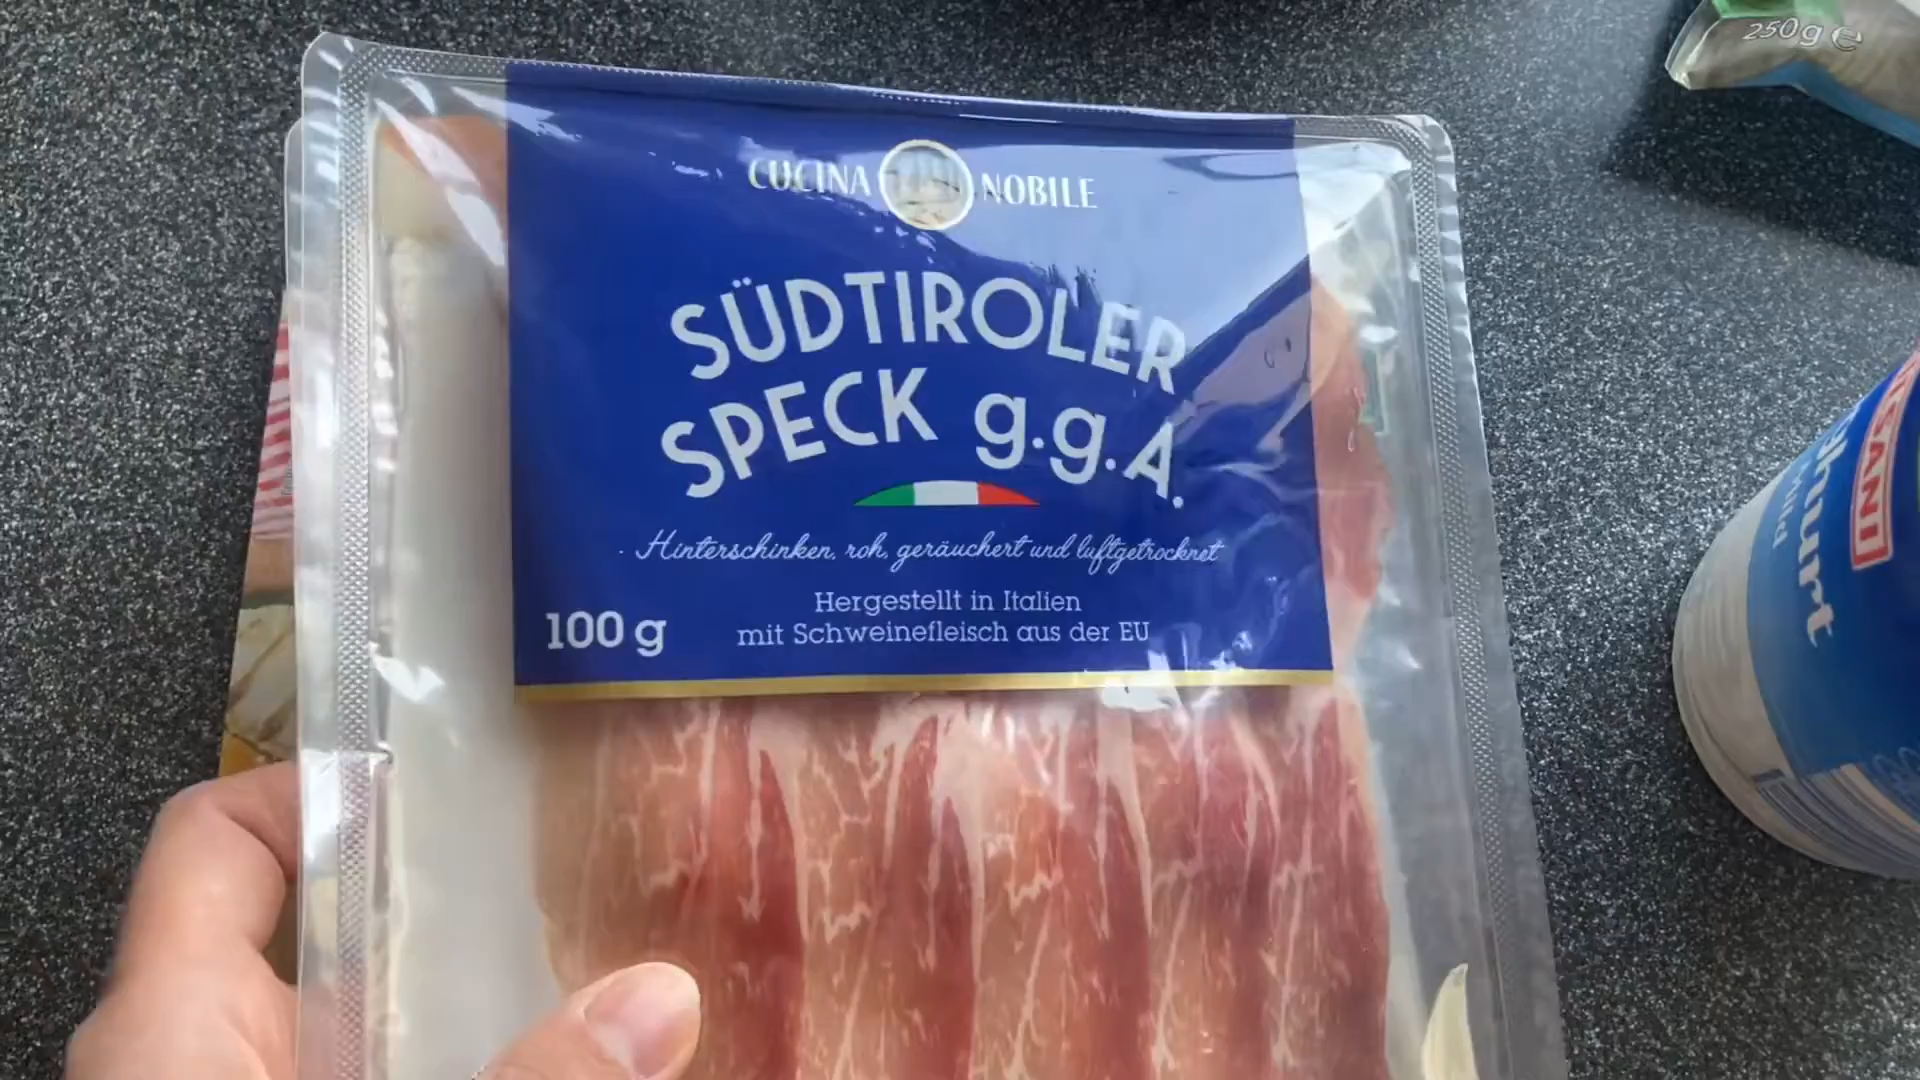 250g e
CUCINA NOBILE
SÜDTIROLER
SPECK g.g.A.
Hinterschinken, roh, geräuchert und luftgetrocknet
Hergestellt in Italien
mit Schweinefleisch aus der EU
100 g